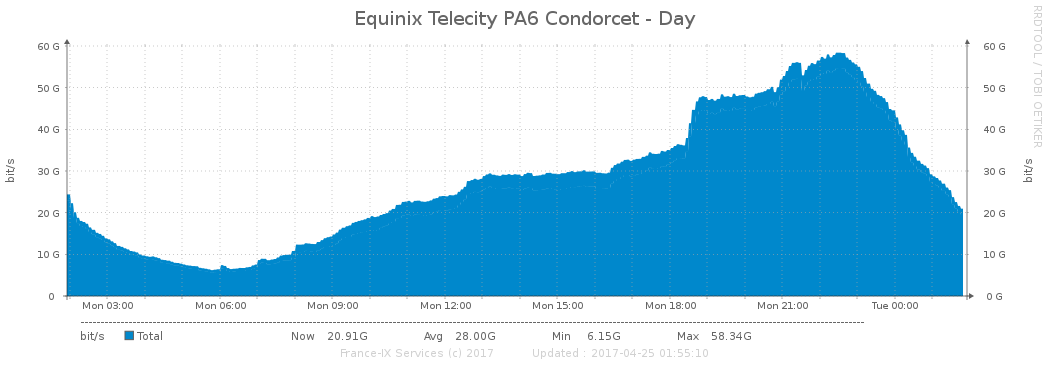 Equinix Telecity PA6 Condorcet - Day
RRDTOOL / TOBI OETIKER
60 G 60 G
50 G 50 G
40 G 40 G
30 G 30 G
20 G 20 G
10 G 10 G
0 0 G
bit/s bit/s
Mon 03:00 Mon 06:00 Mon 09:00 Mon 12:00 Mon 15:00 Mon 18:00 Mon 21:00 Tue 00:00
bit/s Total Now 20.91G Avg 28.00G Min 6.15G Max 58.34G
France-IX Services (c) 2017 Updated : 2017-04-25 01:55:10